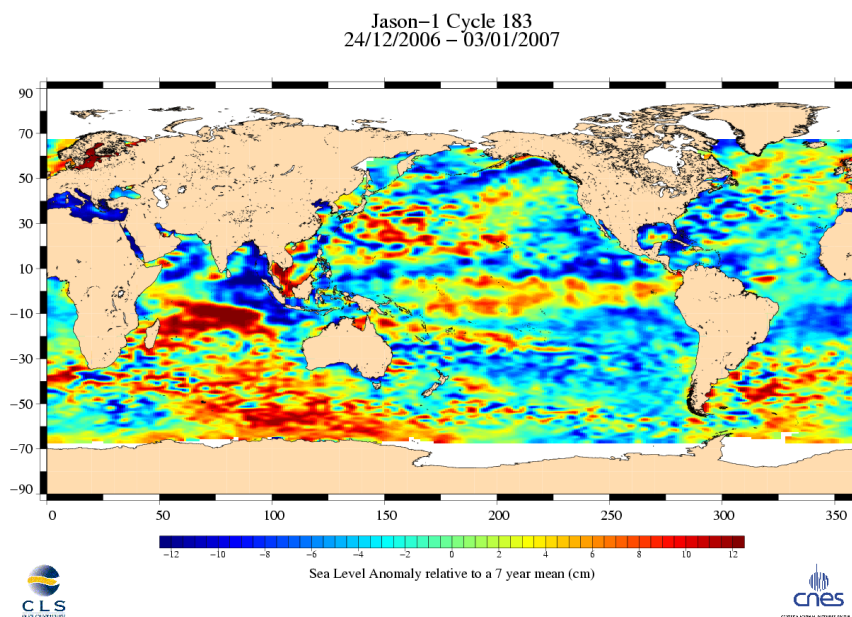 Jason−1 Cycle 183
24/12/2006 − 03/01/2007
90
70
50
30
10
−10
−30
−50
−70
−90
0 50 100 150 200 250 300 350
−12 −10 −8 −6 −4 −2 0 2 4 6 8 10 12
Sea Level Anomaly relative to a 7 year mean (cm)
CLS
cnes